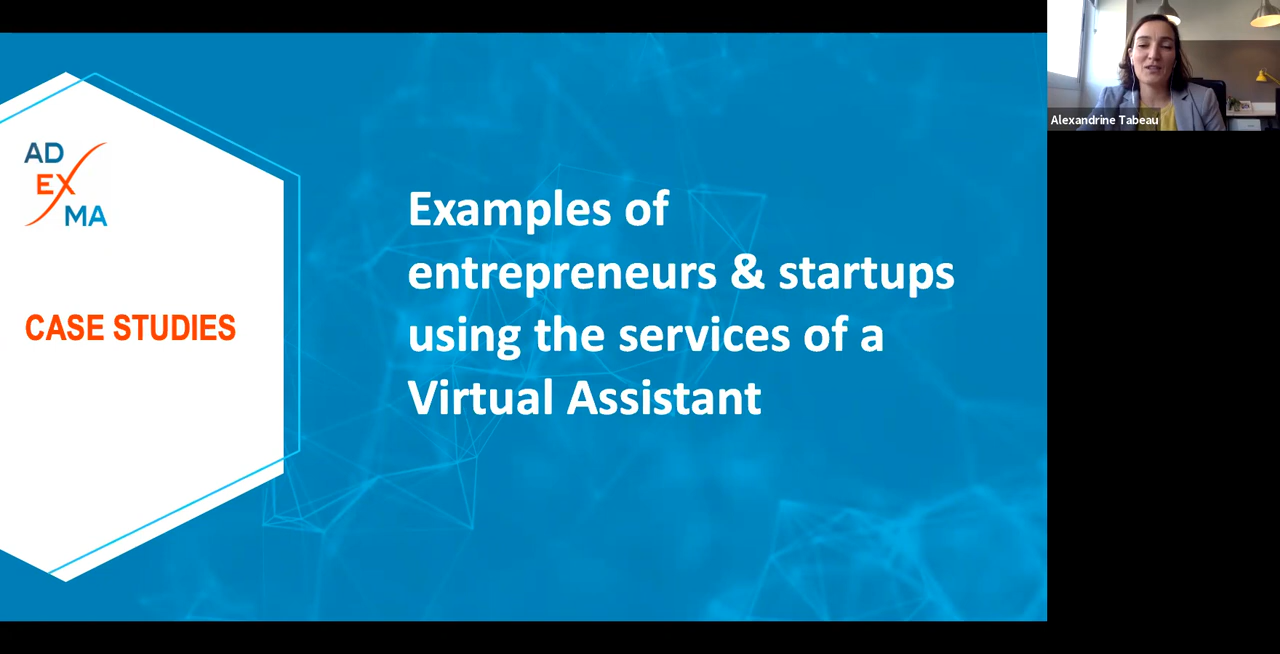 AD
EX
MA
CASE STUDIES
Examples of
entrepreneurs & startups
using the services of a
Virtual Assistant
Alexandrine Tabeau